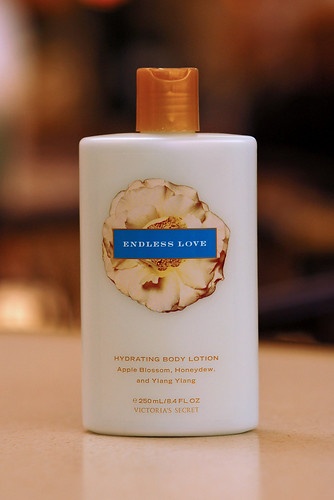 ENDLESS LOVE
HYDRATING BODY LOTION
Apple Blossom, Honeydew,
and Ylang Ylang
℮ 250 mL/8.4 FL OZ
VICTORIA'S SECRET